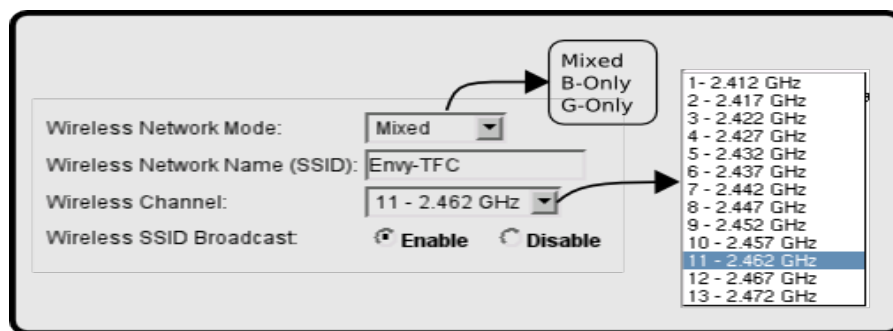 Mixed
B-Only
G-Only
Wireless Network Mode: Mixed
Wireless Network Name (SSID): Envy-TFC
Wireless Channel: 11 - 2.462 GHz
Wireless SSID Broadcast: Enable Disable
1- 2.412 GHz
2 - 2.417 GHz
3 - 2.422 GHz
4 - 2.427 GHz
5 - 2.432 GHz
6 - 2.437 GHz
7 - 2.442 GHz
8 - 2.447 GHz
9 - 2.452 GHz
10 - 2.457 GHz
11 - 2.462 GHz
12 - 2.467 GHz
13 - 2.472 GHz